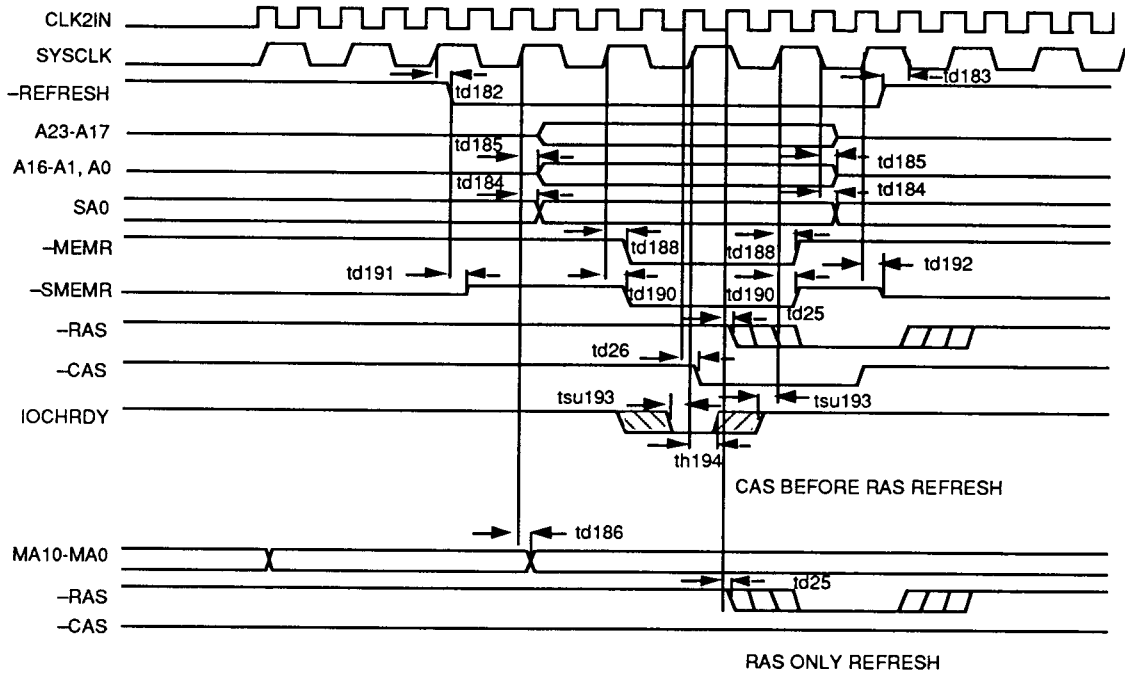 CLK2IN
SYSCLK
td183
–REFRESH
td182
A23-A17
td185
td185
A16-A1, A0
td184
td184
SA0
–MEMR
td188
td188
td192
td191
–SMEMR
td190
td190
td25
–RAS
td26
–CAS
tsu193
tsu193
IOCHRDY
th194
CAS BEFORE RAS REFRESH
td186
MA10-MA0
td25
–RAS
–CAS
RAS ONLY REFRESH